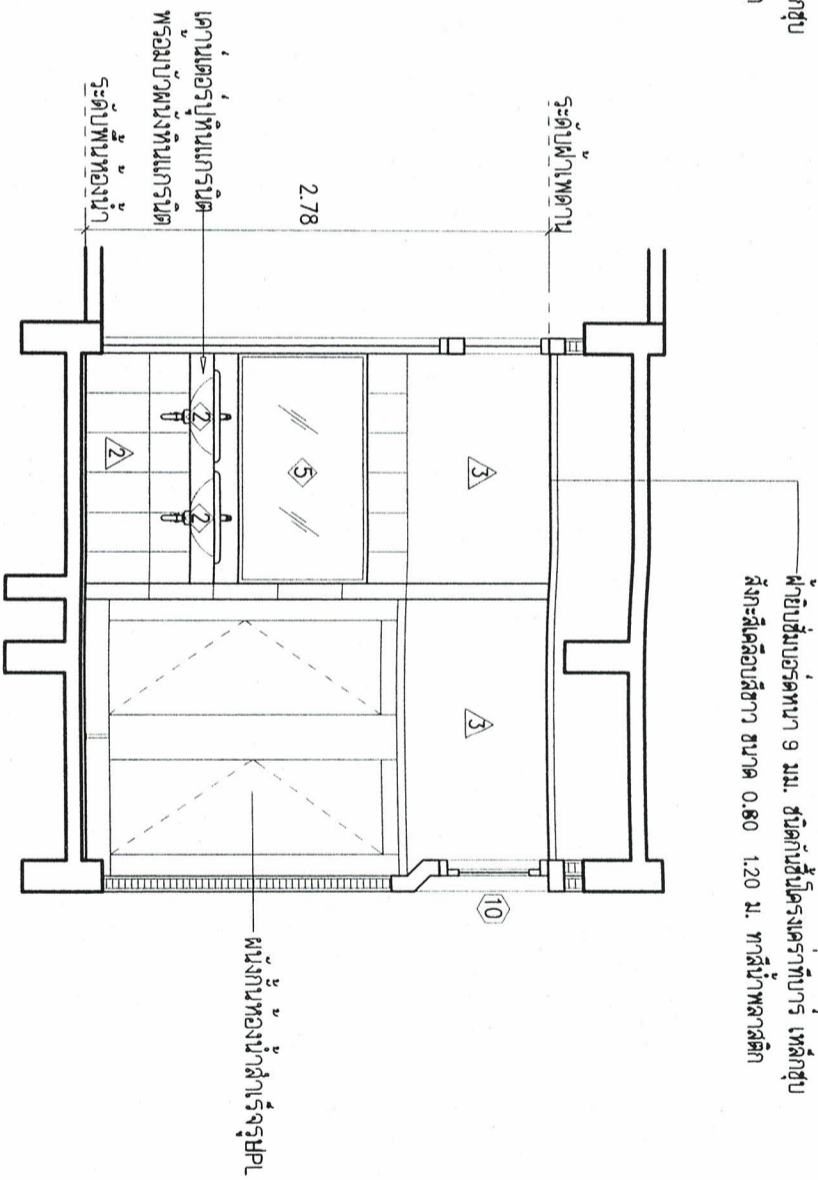 กชุบ
ฝ้ายิบซั่มบอร์ดหนา 9 มม. ชนิดกันชื้นโครงเคร่าทีบาร์ เหล็กชุบ
สังกะสีเคลือบสีขาว ขนาด 0.60 1.20 ม. ทาสีน้ำพลาสติก
ระดับฝ้าเพดาน
10
3
3
2.78
5
2
2
2
เคาน์เตอร์ปูหินแกรนิต
พร้อมบัวผนังหินแกรนิต
ระดับพื้นห้องน้ำ
ผนังกั้นห้องน้ำสำเร็จรูปHPL